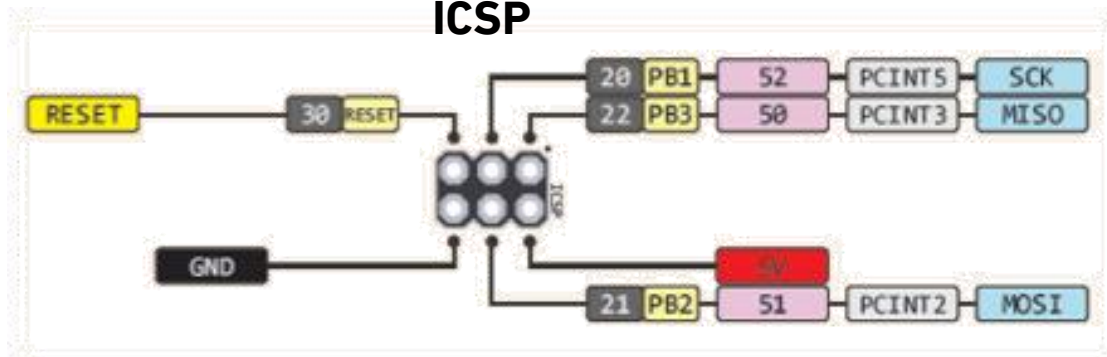 ICSP
20 PB1 52 PCINT5 SCK
RESET 30 RESET 22 PB3 50 PCINT3 MISO
ICSP
GND 5V
21 PB2 51 PCINT2 MOSI